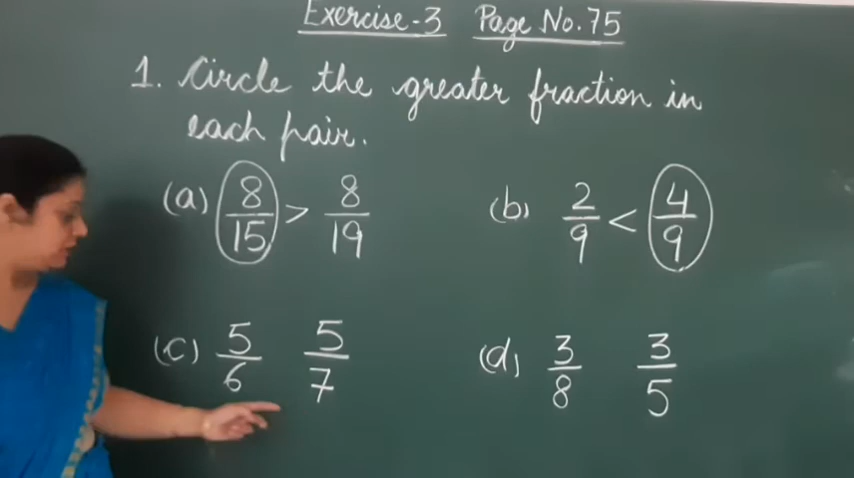 Exercise-3 Page No. 75
1. Circle the greater fraction in
each pair.
(a) 8/15 > 8/19 (b) 2/9 < 4/9
(c) 5/6 5/7 (d) 3/8 3/5